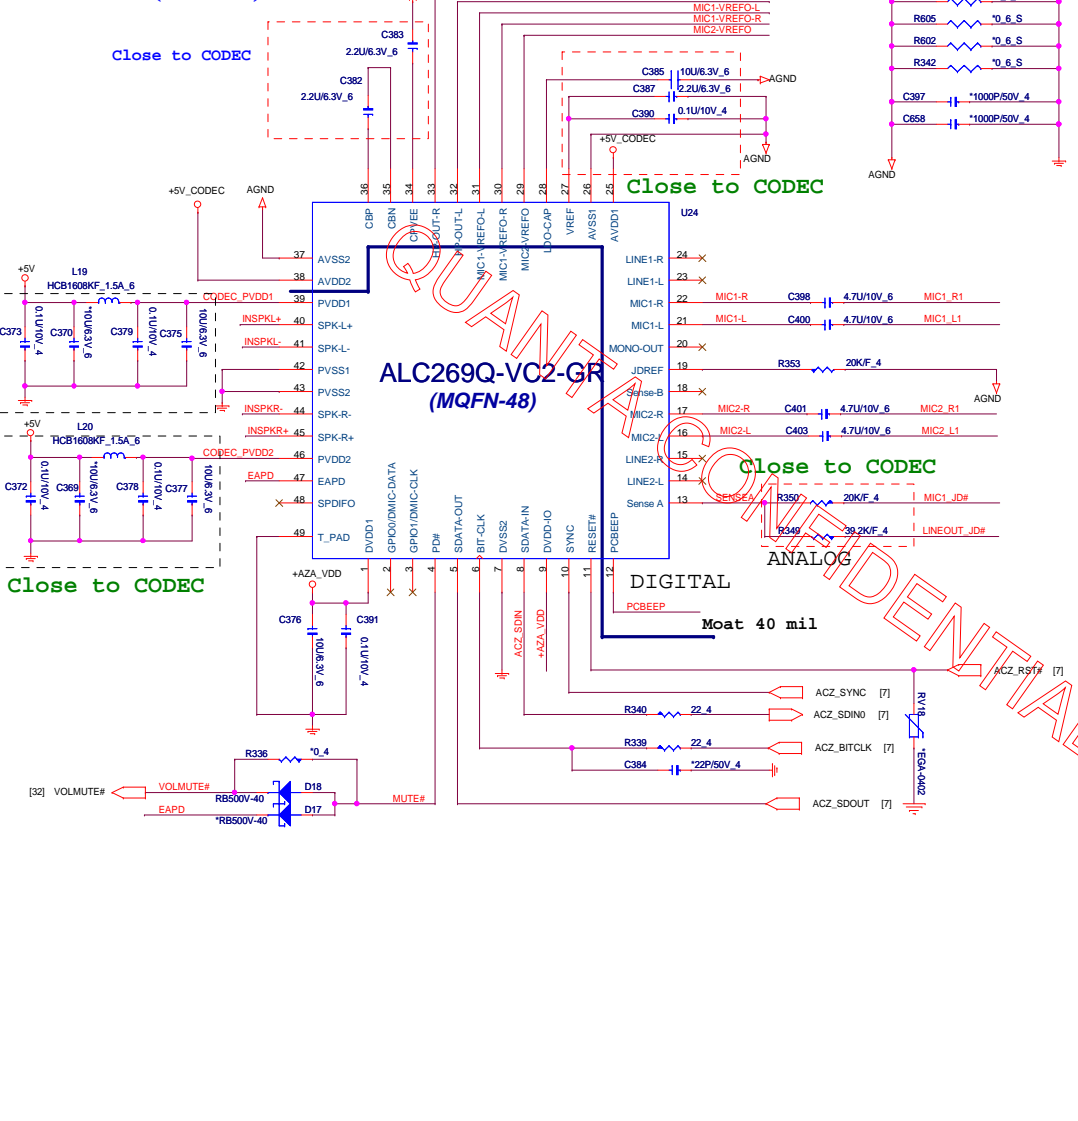 MIC1-VREFO-L
MIC1-VREFO-R
MIC2-VREFO
R605 *0_6_S
R602 *0_6_S
R342 *0_6_S
C397 *1000P/50V_4
C658 *1000P/50V_4
AGND
Close to CODEC
C383
2.2U/6.3V_6
C382
2.2U/6.3V_6
C385 10U/6.3V_6
AGND
C387 2.2U/6.3V_6
C390 0.1U/10V_4
+5V_CODEC
AGND
Close to CODEC
+5V_CODEC
AGND
36 35 34 33 32 31 30 29 28 27 26 25
CBP
CBN
CPVEE
HP-OUT-R
HP-OUT-L
MIC1-VREFO-L
MIC1-VREFO-R
MIC2-VREFO
LDO-CAP
VREF
AVSS1
AVDD1
U24
37 AVSS2
38 AVDD2
CODEC_PVDD1 39 PVDD1
INSPKL+ 40 SPK-L+
INSPKL- 41 SPK-L-
42 PVSS1
43 PVSS2
INSPKR- 44 SPK-R-
INSPKR+ 45 SPK-R+
CODEC_PVDD2 46 PVDD2
EAPD 47 EAPD
48 SPDIFO
49 T_PAD
LINE1-R 24
LINE1-L 23
MIC1-R 22 MIC1-R C398 4.7U/10V_6 MIC1_R1
MIC1-L 21 MIC1-L C400 4.7U/10V_6 MIC1_L1
MONO-OUT 20
JDREF 19 R353 20K/F_4
AGND
Sense-B 18
MIC2-R 17 MIC2-R C401 4.7U/10V_6 MIC2_R1
MIC2-L 16 MIC2-L C403 4.7U/10V_6 MIC2_L1
LINE2-R 15
LINE2-L 14
Sense A 13 SENSEA R350 20K/F_4 MIC1_JD#
R349 39.2K/F_4 LINEOUT_JD#
Close to CODEC
ALC269Q-VC2-GR
(MQFN-48)
QUANTA CONFIDENTIAL
+5V
L19
HCB1608KF_1.5A_6
C373 0.1U/10V_4
C370 *10U/6.3V_6
C379 0.1U/10V_4
C375 10U/6.3V_6
+5V
L20
HCB1608KF_1.5A_6
C372 0.1U/10V_4
C369 *10U/6.3V_6
C378 0.1U/10V_4
C377 10U/6.3V_6
Close to CODEC
DVDD1
GPIO0/DMIC-DATA
GPIO1/DMIC-CLK
PD#
SDATA-OUT
BIT-CLK
DVSS2
SDATA-IN
DVDD-IO
SYNC
RESET#
PCBEEP
1 2 3 4 5 6 7 8 9 10 11 12
ANALOG
DIGITAL
PCBEEP
Moat 40 mil
+AZA_VDD
C376 10U/6.3V_6
C391 0.1U/10V_4
ACZ_SDIN
+AZA_VDD
ACZ_RST# [7]
ACZ_SYNC [7]
R340 22_4 ACZ_SDIN0 [7]
R339 22_4 ACZ_BITCLK [7]
C384 *22P/50V_4
ACZ_SDOUT [7]
RV18
*EGA-0402
R336 *0_4
[32] VOLMUTE# VOLMUTE#
D18
RB500V-40
MUTE#
EAPD
D17
*RB500V-40